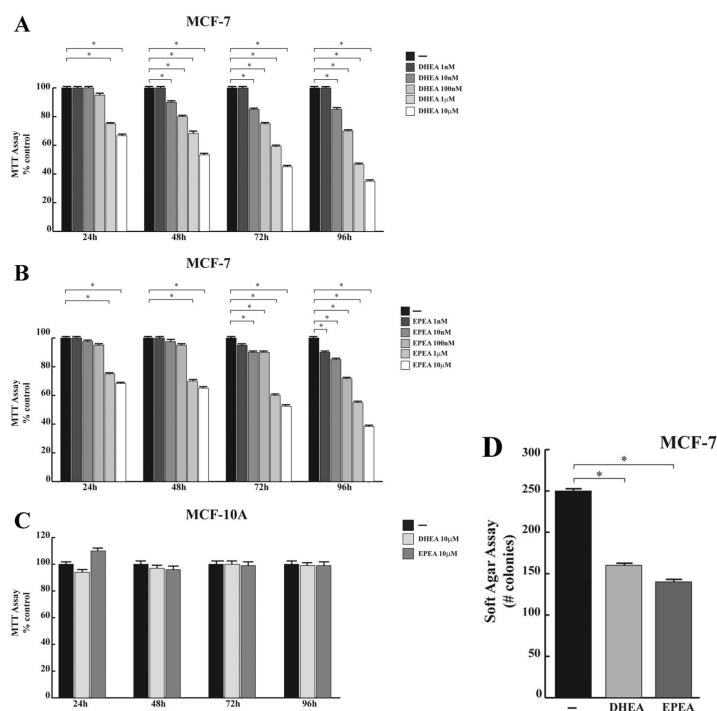 A
MCF-7
* * * * * * * * * * * * * *
–
DHEA 1nM
DHEA 10nM
DHEA 100nM
DHEA 1µM
DHEA 10µM
MTT Assay
% control
100
80
60
40
20
0
24h 48h 72h 96h
B
MCF-7
* * * * * * * * * * * * *
–
EPEA 1nM
EPEA 10nM
EPEA 100nM
EPEA 1µM
EPEA 10µM
MTT Assay
% control
100
80
60
40
20
0
24h 48h 72h 96h
C
MCF-10A
–
DHEA 10µM
EPEA 10µM
MTT Assay
% control
120
100
80
60
40
20
0
24h 48h 72h 96h
D
MCF-7
* *
Soft Agar Assay
(# colonies)
300
250
200
150
100
50
0
– DHEA EPEA